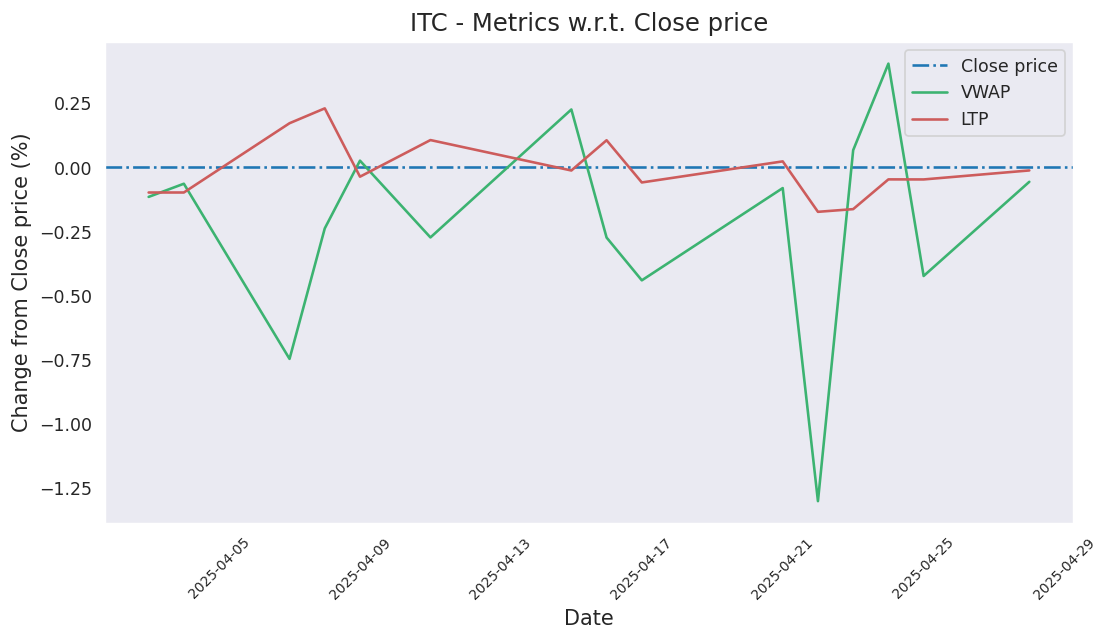 ITC - Metrics w.r.t. Close price
Close price
VWAP
LTP
Change from Close price (%)
0.25
0.00
−0.25
−0.50
−0.75
−1.00
−1.25
2025-04-05
2025-04-09
2025-04-13
2025-04-17
2025-04-21
2025-04-25
2025-04-29
Date